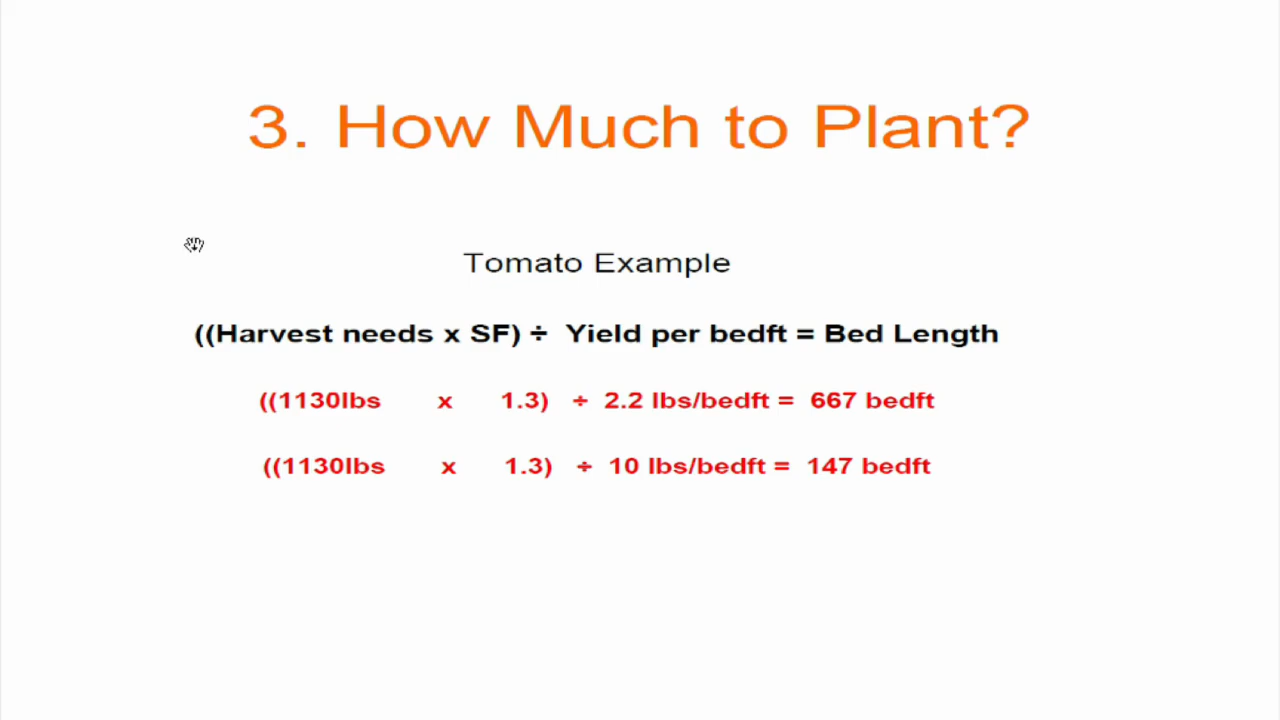 3. How Much to Plant?
Tomato Example
((Harvest needs x SF) ÷ Yield per bedft = Bed Length
((1130lbs x 1.3) ÷ 2.2 lbs/bedft = 667 bedft
((1130lbs x 1.3) ÷ 10 lbs/bedft = 147 bedft